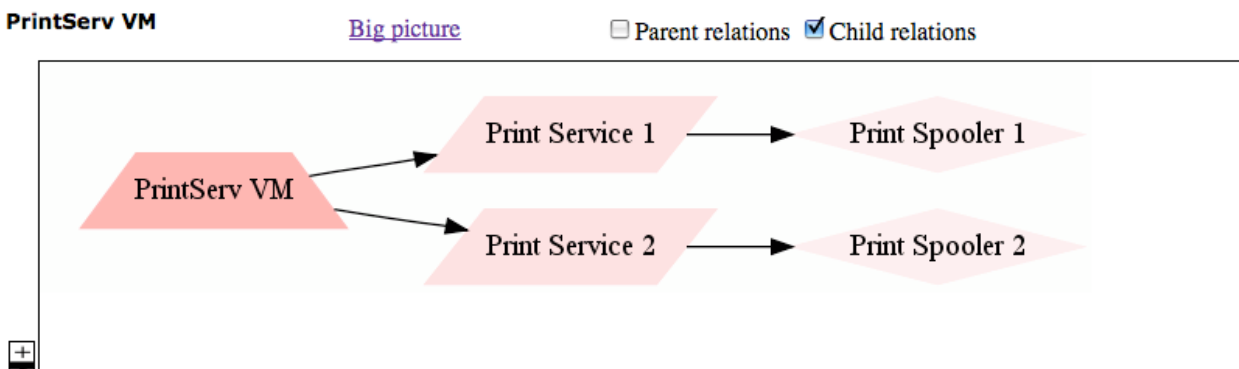 PrintServ VM
Big picture
Parent relations
Child relations
Print Service 1
Print Spooler 1
PrintServ VM
Print Service 2
Print Spooler 2